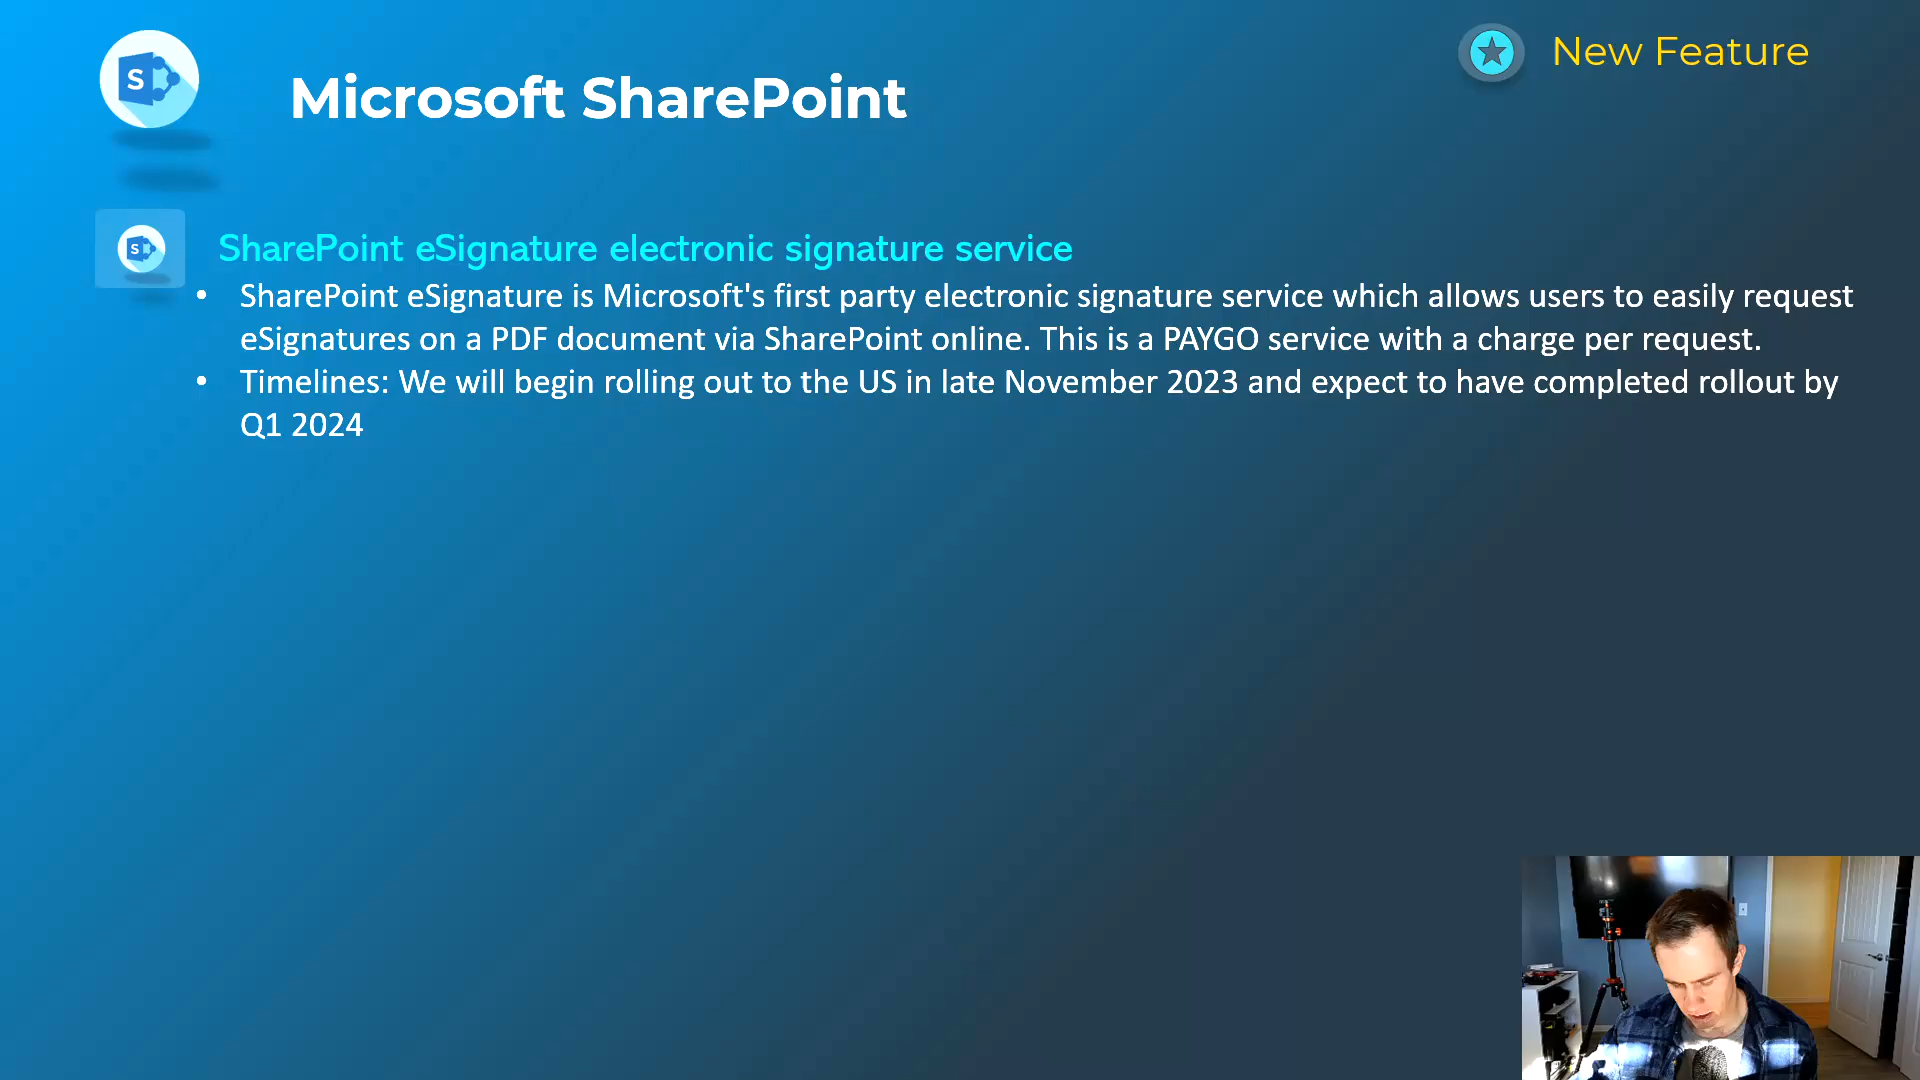 New Feature
S
Microsoft SharePoint
S
SharePoint eSignature electronic signature service
• SharePoint eSignature is Microsoft's first party electronic signature service which allows users to easily request
eSignatures on a PDF document via SharePoint online. This is a PAYGO service with a charge per request.
• Timelines: We will begin rolling out to the US in late November 2023 and expect to have completed rollout by
Q1 2024